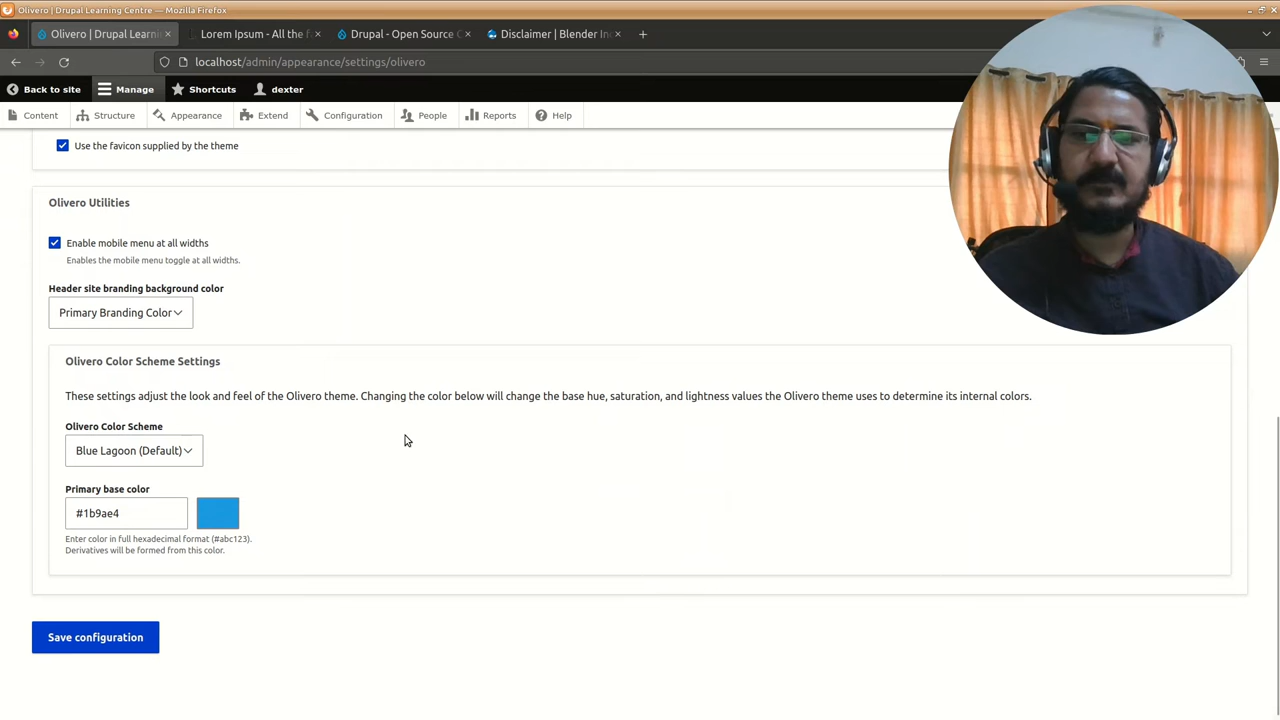 Olivero | Drupal Learning Centre — Mozilla Firefox
Olivero | Drupal Learnin
Lorem Ipsum - All the f
Drupal - Open Source C
Disclaimer | Blender In
localhost/admin/appearance/settings/olivero
Back to site
Manage
Shortcuts
dexter
Content
Structure
Appearance
Extend
Configuration
People
Reports
Help
Use the favicon supplied by the theme
Olivero Utilities
Enable mobile menu at all widths
Enables the mobile menu toggle at all widths.
Header site branding background color
Primary Branding Color
Olivero Color Scheme Settings
These settings adjust the look and feel of the Olivero theme. Changing the color below will change the base hue, saturation, and lightness values the Olivero theme uses to determine its internal colors.
Olivero Color Scheme
Blue Lagoon (Default)
Primary base color
#1b9ae4
Enter color in full hexadecimal format (#abc123).
Derivatives will be formed from this color.
Save configuration